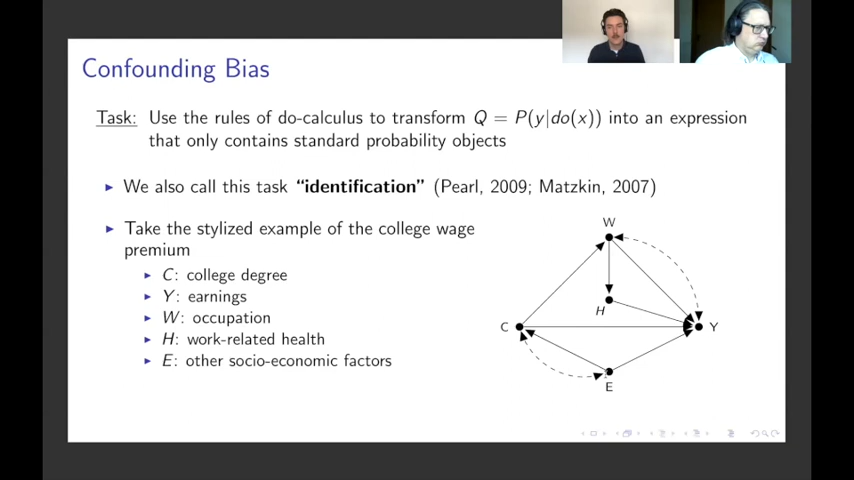 Confounding Bias
Task: Use the rules of do-calculus to transform Q = P(y|do(x)) into an expression
that only contains standard probability objects
▸ We also call this task “identification” (Pearl, 2009; Matzkin, 2007)
▸ Take the stylized example of the college wage
premium
▸ C: college degree
▸ Y: earnings
▸ W: occupation
▸ H: work-related health
▸ E: other socio-economic factors
W
H
C
Y
E